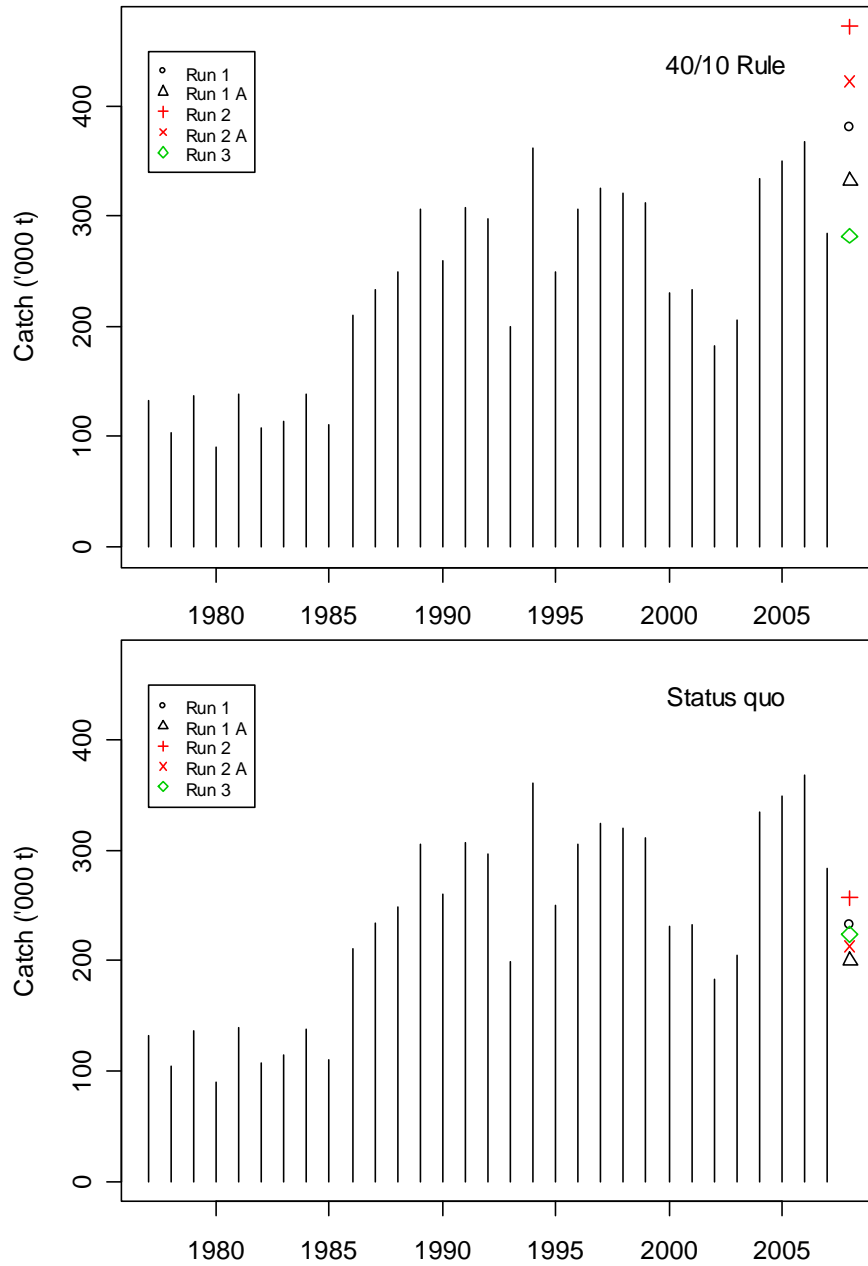 40/10 Rule
Run 1
Run 1 A
Run 2
Run 2 A
Run 3
Catch ('000 t)
0
100
200
300
400
1980 1985 1990 1995 2000 2005
Status quo
Run 1
Run 1 A
Run 2
Run 2 A
Run 3
Catch ('000 t)
0
100
200
300
400
1980 1985 1990 1995 2000 2005